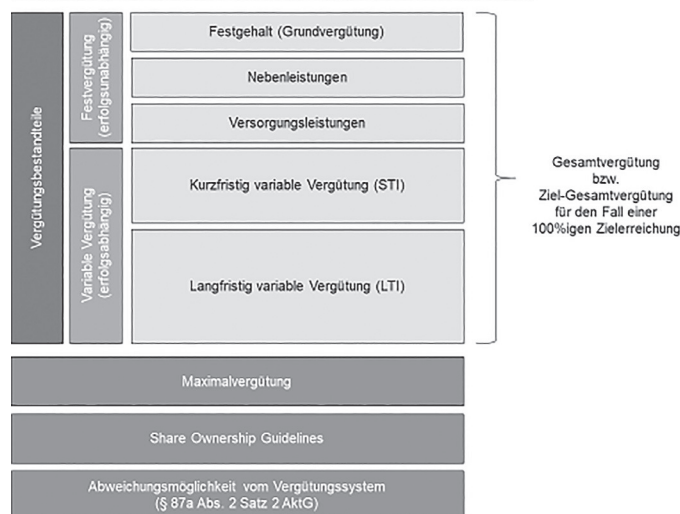 Vergütungsbestandteile
Festvergütung
(erfolgsunabhängig)
Festgehalt (Grundvergütung)
Nebenleistungen
Versorgungsleistungen
Variable Vergütung
(erfolgsabhängig)
Kurzfristig variable Vergütung (STI)
Langfristig variable Vergütung (LTI)
Gesamtvergütung
bzw.
Ziel-Gesamtvergütung
für den Fall einer
100%igen Zielerreichung
Maximalvergütung
Share Ownership Guidelines
Abweichungsmöglichkeit vom Vergütungssystem
(§ 87a Abs. 2 Satz 2 AktG)